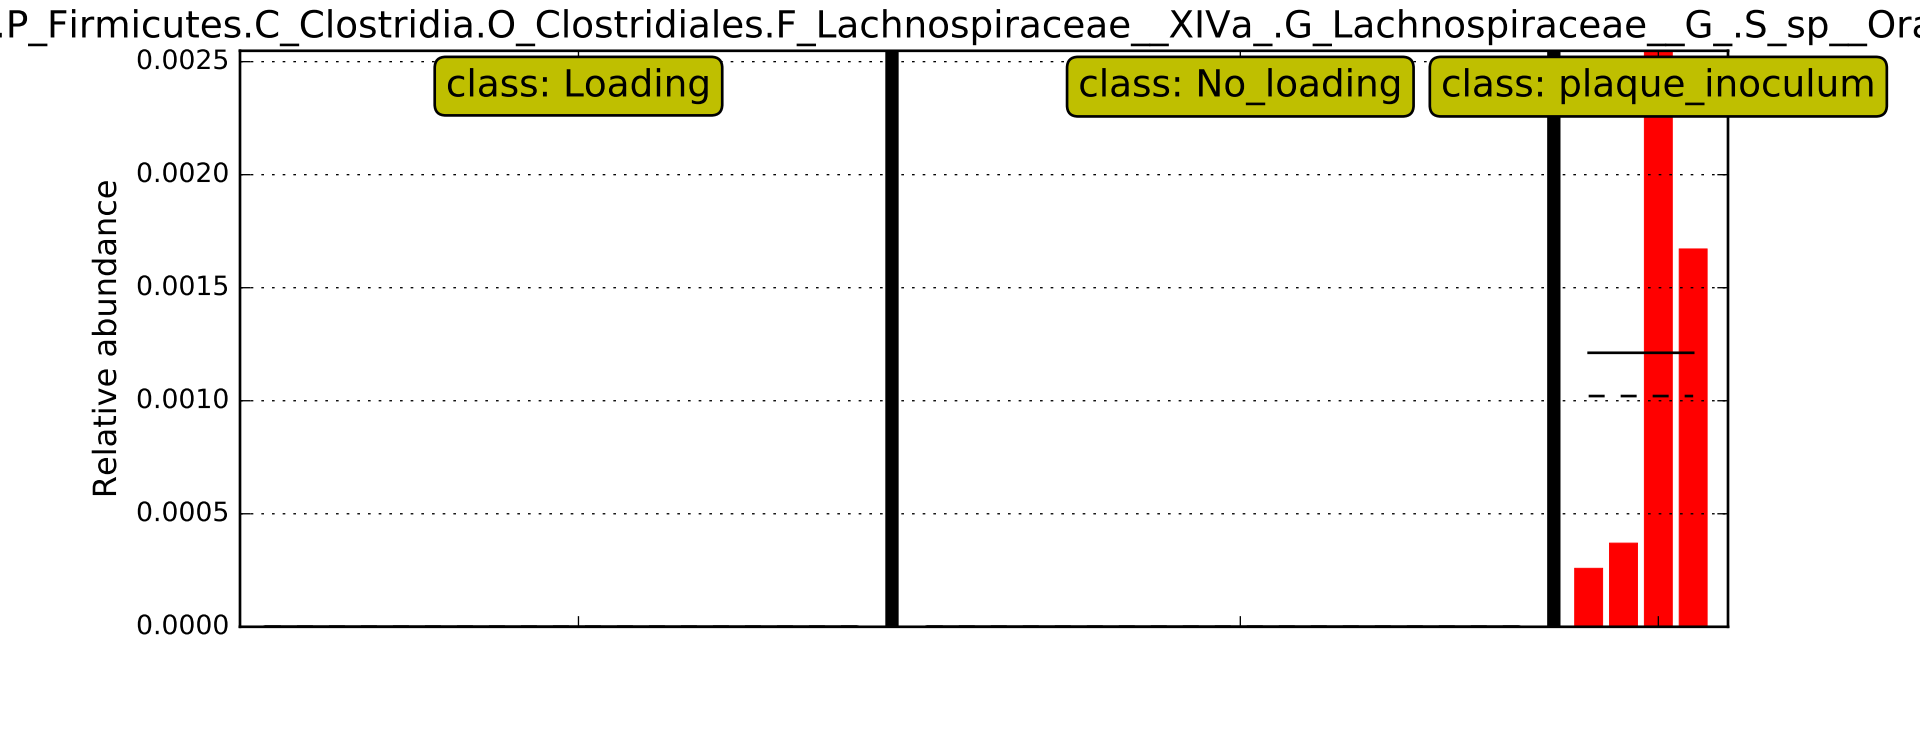 .P_Firmicutes.C_Clostridia.O_Clostridiales.F_Lachnospiraceae__XIVa_.G_Lachnospiraceae__G_.S_sp__Ora
class: Loading
class: No_loading
class: plaque_inoculum
Relative abundance
0.0025
0.0020
0.0015
0.0010
0.0005
0.0000